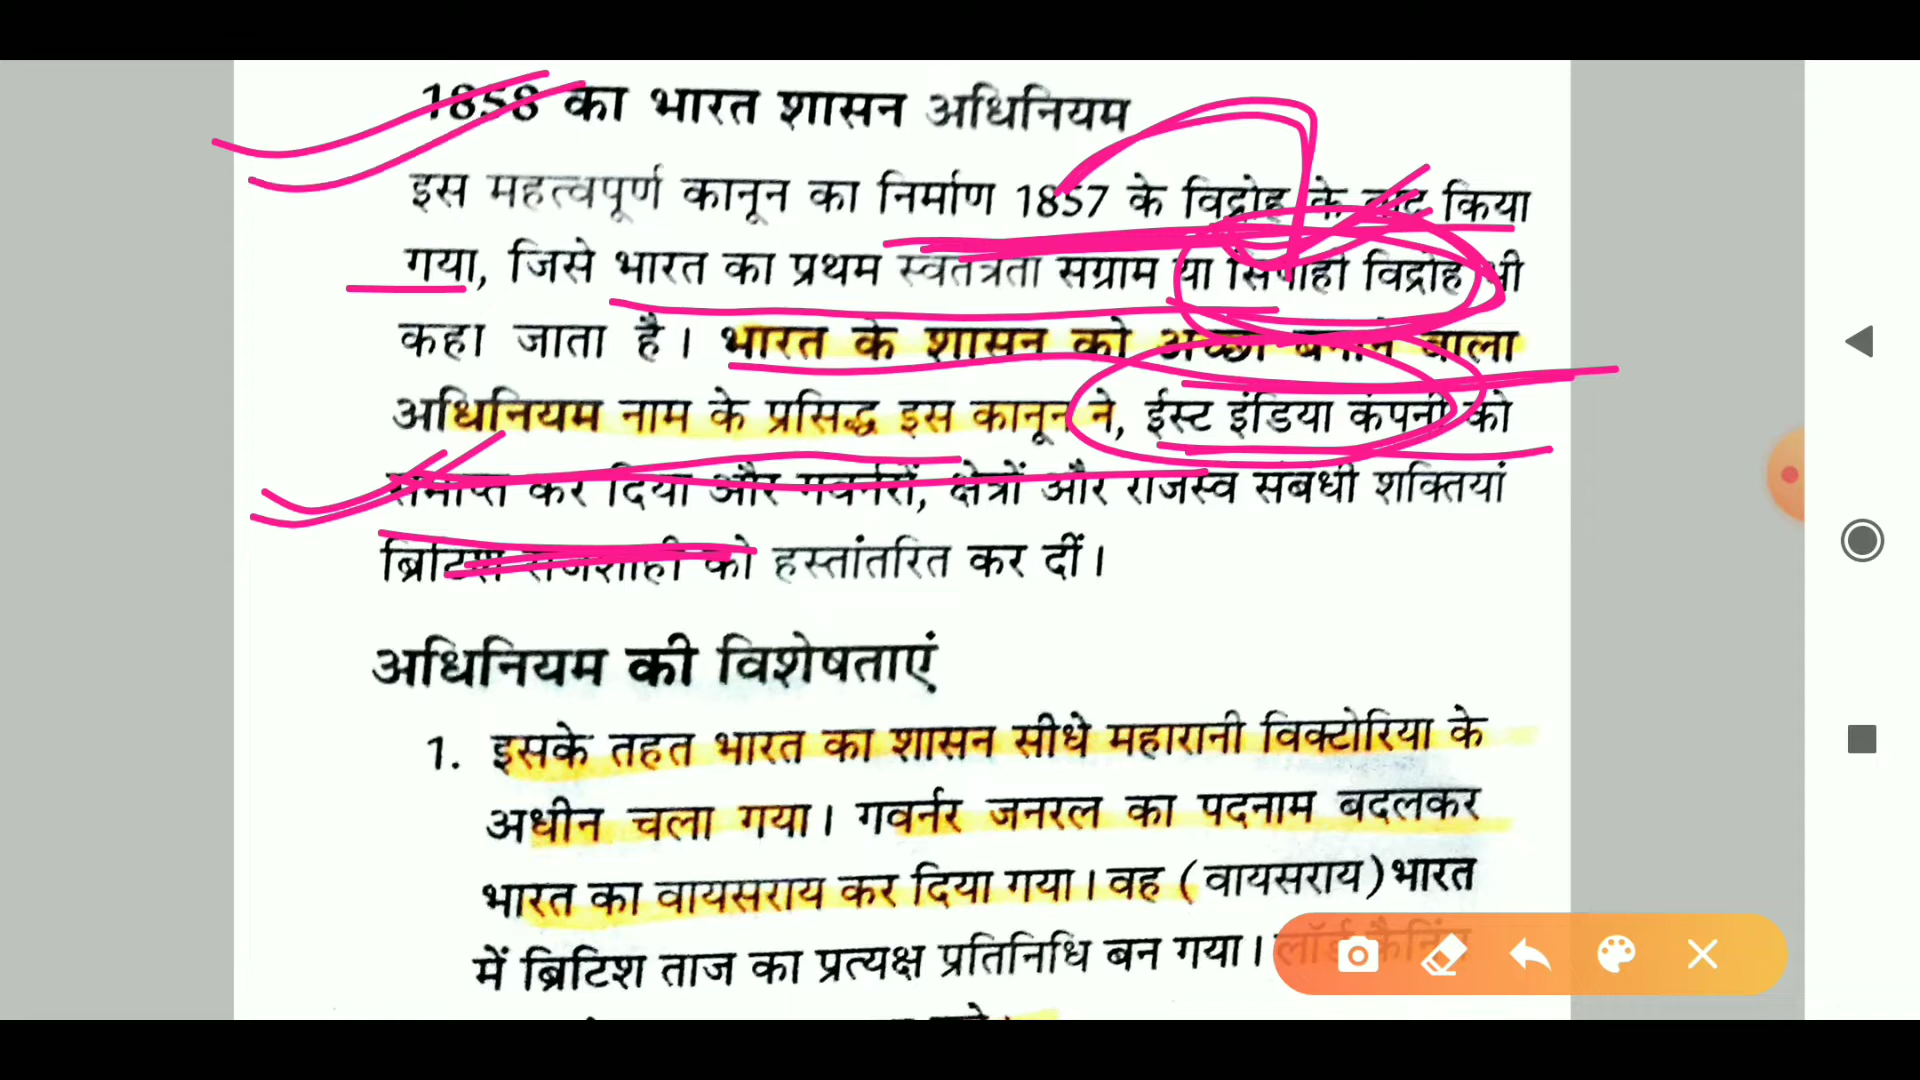 1858 का भारत शासन अधिनियम
इस महत्वपूर्ण कानून का निर्माण 1857 के विद्रोह के बाद किया
गया, जिसे भारत का प्रथम स्वतंत्रता संग्राम या सिपाही विद्रोह भी
कहा जाता है। भारत के शासन को अच्छा बनाने वाला
अधिनियम नाम के प्रसिद्ध इस कानून ने, ईस्ट इंडिया कंपनी को
समाप्त कर दिया और गवर्नरों, क्षेत्रों और राजस्व संबंधी शक्तियां
ब्रिटिश राजशाही को हस्तांतरित कर दीं।
अधिनियम की विशेषताएं
1. इसके तहत भारत का शासन सीधे महारानी विक्टोरिया के
अधीन चला गया। गवर्नर जनरल का पदनाम बदलकर
भारत का वायसराय कर दिया गया। वह (वायसराय) भारत
में ब्रिटिश ताज का प्रत्यक्ष प्रतिनिधि बन गया। लॉर्ड कैनिंग